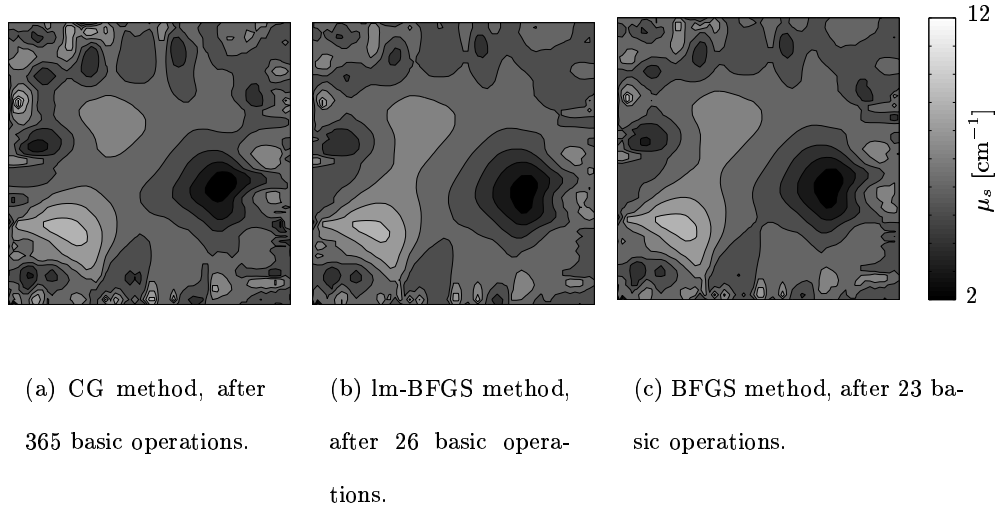 12
μs [cm−1]
2
(a) CG method, after
365 basic operations.
(b) lm-BFGS method,
after 26 basic opera-
tions.
(c) BFGS method, after 23 ba-
sic operations.